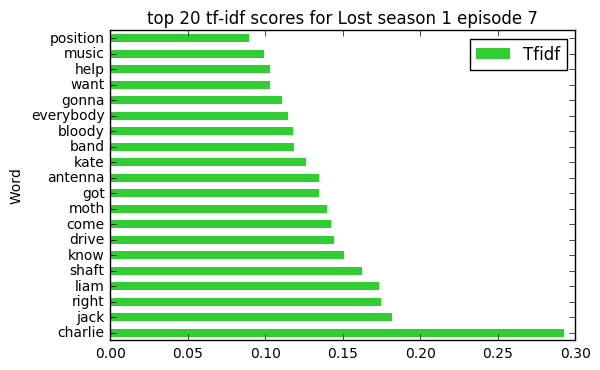 top 20 tf-idf scores for Lost season 1 episode 7
Tfidf
Word
position
music
help
want
gonna
everybody
bloody
band
kate
antenna
got
moth
come
drive
know
shaft
liam
right
jack
charlie
0.00 0.05 0.10 0.15 0.20 0.25 0.30